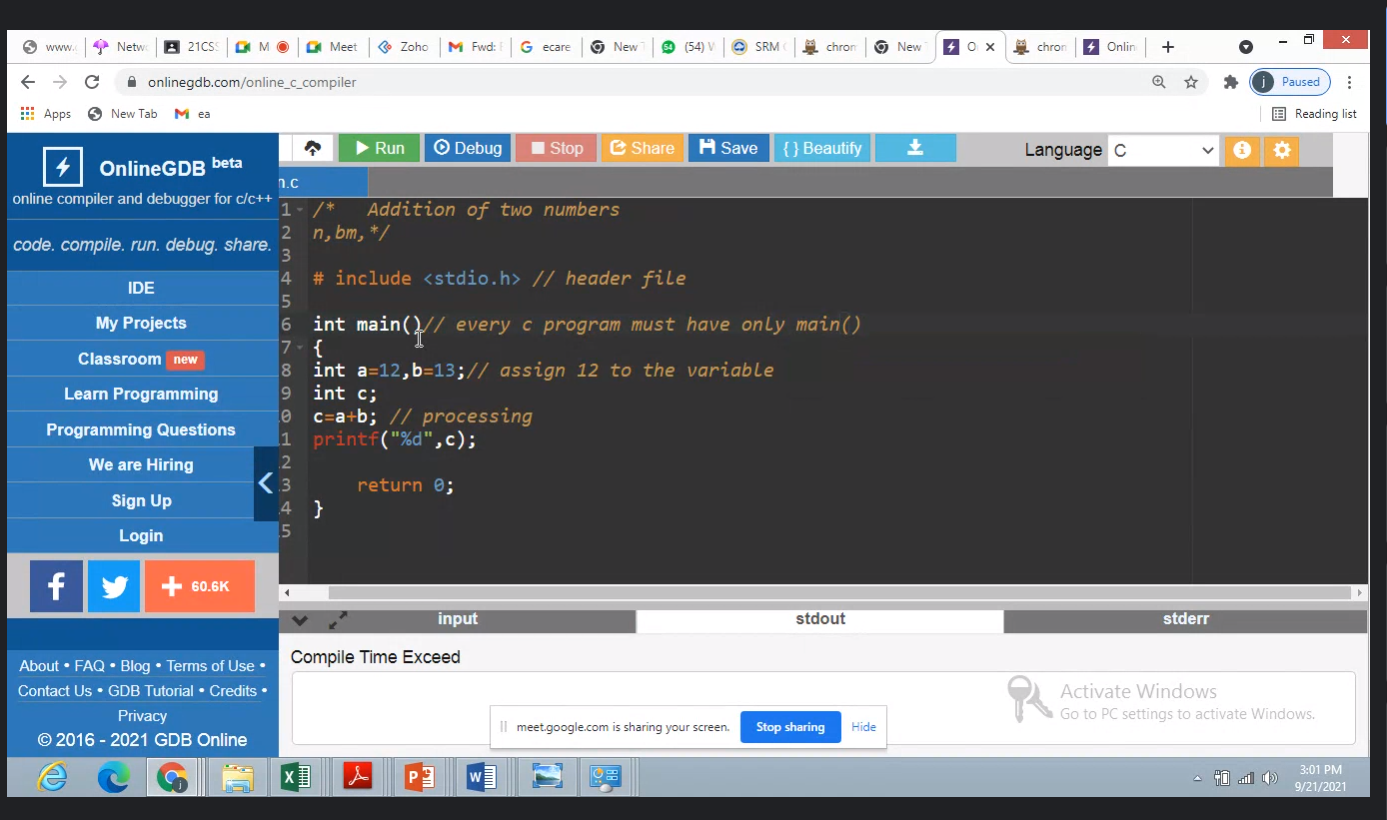 www. Netw 21CSS M Meet Zoho Fwd: F ecare New T (54) V SRM chrom New O chrom Onlin
onlinegdb.com/online_c_compiler
j Paused
Apps New Tab ea Reading list
OnlineGDB beta
online compiler and debugger for c/c++
code. compile. run. debug. share.
IDE
My Projects
Classroom new
Learn Programming
Programming Questions
We are Hiring
Sign Up
Login
f + 60.6K
About • FAQ • Blog • Terms of Use •
Contact Us • GDB Tutorial • Credits •
Privacy
© 2016 - 2021 GDB Online
Run Debug Stop Share Save { } Beautify Language C
n.c
1 /* Addition of two numbers
2 n,bm,*/
3
4 # include <stdio.h> // header file
5
6 int main()// every c program must have only main()
7 {
8 int a=12,b=13;// assign 12 to the variable
9 int c;
0 c=a+b; // processing
1 printf("%d",c);
2
3 return 0;
4 }
5
input stdout stderr
Compile Time Exceed
Activate Windows
Go to PC settings to activate Windows.
meet.google.com is sharing your screen. Stop sharing Hide
3:01 PM
9/21/2021